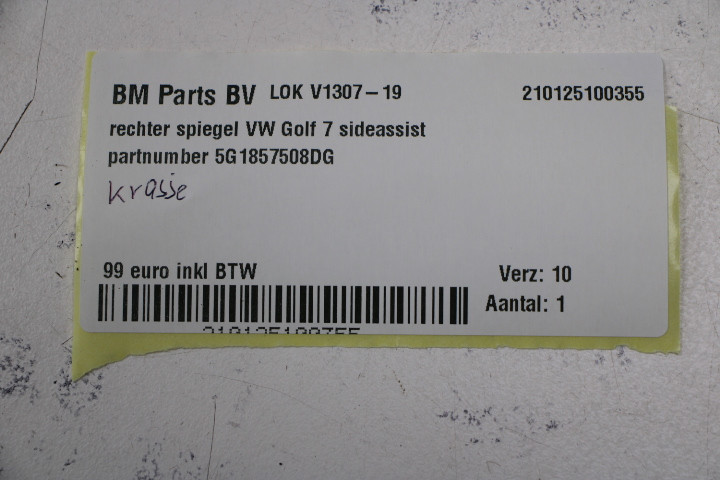 BM Parts BV LOK V1307-19 210125100355
rechter spiegel VW Golf 7 sideassist
partnumber 5G1857508DG
krasje
99 euro inkl BTW
Verz: 10
Aantal: 1